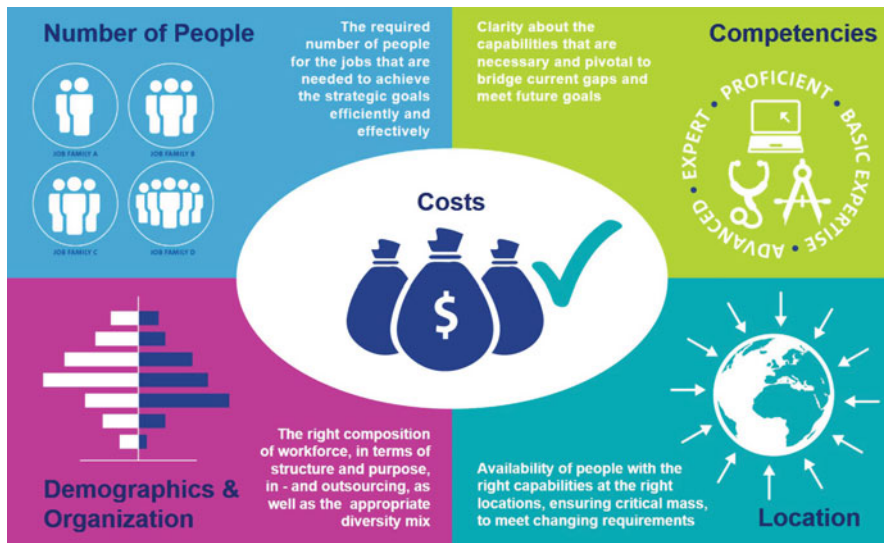 Number of People
The required
number of people
for the jobs that are
needed to achieve
the strategic goals
efficiently and
effectively
JOB FAMILY A
JOB FAMILY B
JOB FAMILY C
JOB FAMILY D
Clarity about the
capabilities that are
necessary and pivotal to
bridge current gaps and
meet future goals
Competencies
EXPERT • PROFICIENT • BASIC EXPERTISE • ADVANCED •
Costs
$
The right composition
of workforce, in terms
of structure and purpose,
in - and outsourcing, as
well as the appropriate
diversity mix
Demographics &
Organization
Availability of people with the
right capabilities at the right
locations, ensuring critical mass,
to meet changing requirements
Location